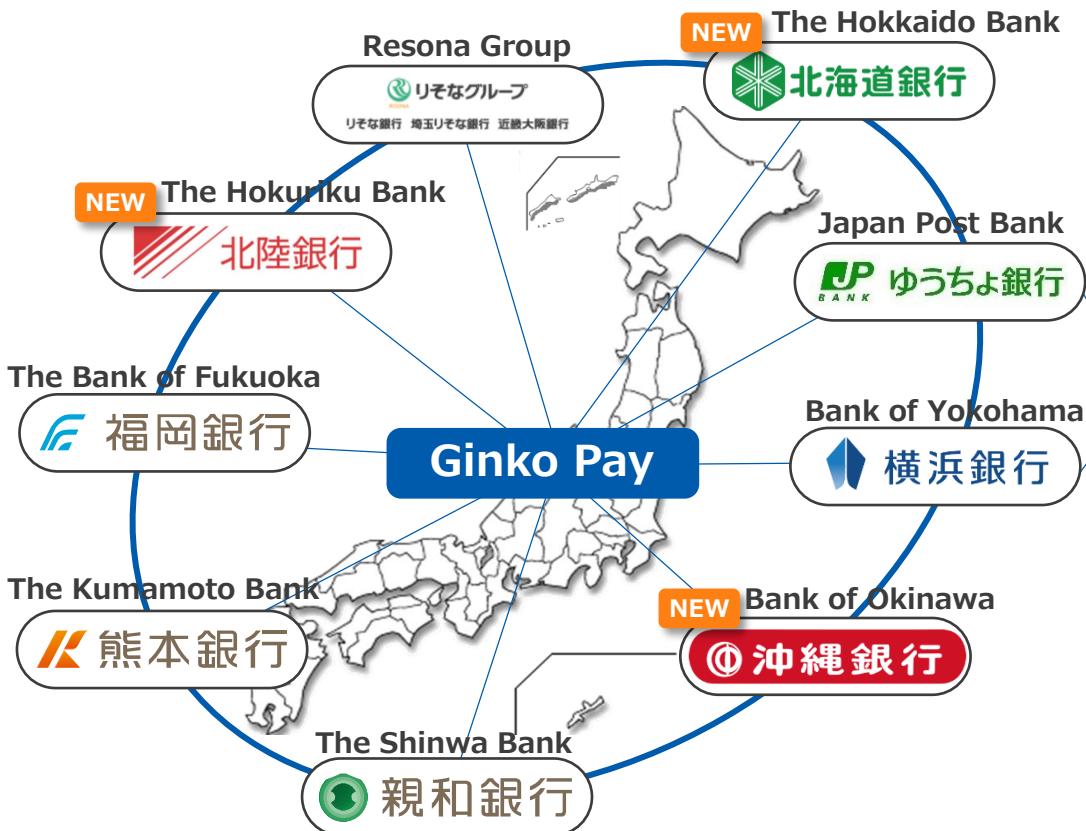 Resona Group
りそなグループ
RESONA
りそな銀行 埼玉りそな銀行 近畿大阪銀行
NEW
The Hokkaido Bank
北海道銀行
NEW
The Hokuriku Bank
北陸銀行
Japan Post Bank
JP
BANK
ゆうちょ銀行
The Bank of Fukuoka
福岡銀行
Ginko Pay
Bank of Yokohama
横浜銀行
The Kumamoto Bank
熊本銀行
NEW
Bank of Okinawa
沖縄銀行
The Shinwa Bank
親和銀行